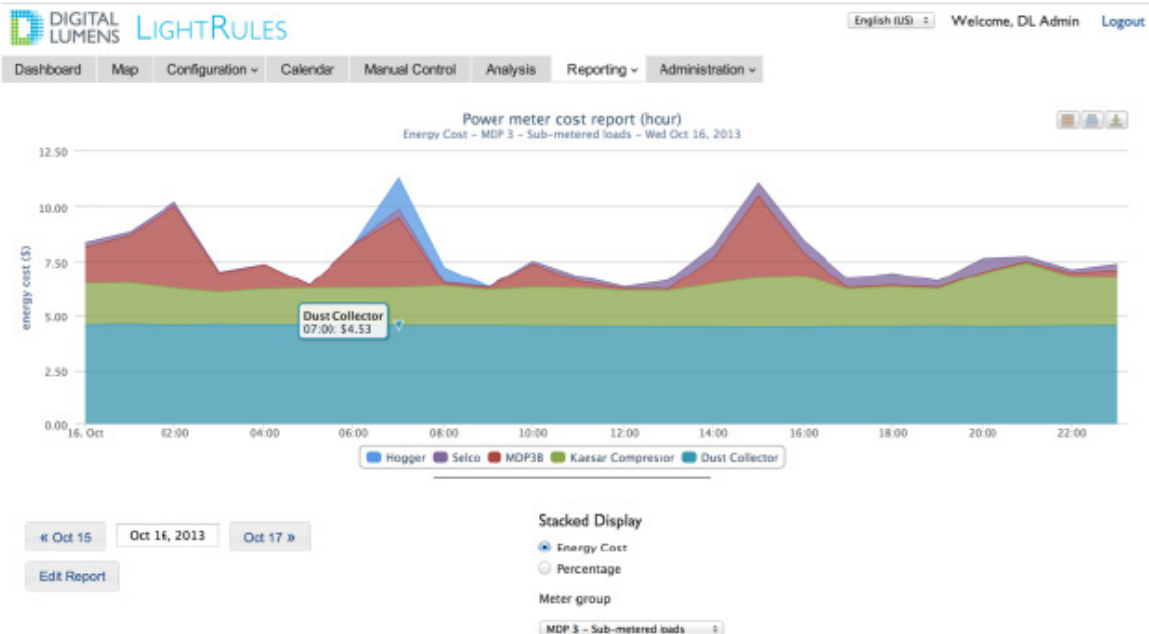 DIGITAL LUMENS LIGHTRULES
English (US) Welcome, DL Admin Logout
Dashboard Map Configuration Calendar Manual Control Analysis Reporting Administration
Power meter cost report (hour)
Energy Cost – MDP 3 – Sub-metered loads – Wed Oct 16, 2013
12.50
10.00
7.50
5.00
2.50
0.00
energy cost ($)
Dust Collector
07:00: $4.53
16. Oct 02:00 04:00 06:00 08:00 10:00 12:00 14:00 16:00 18:00 20:00 22:00
Hogger Selco MDP3B Kaesar Compressor Dust Collector
« Oct 15 Oct 16, 2013 Oct 17 »
Edit Report
Stacked Display
Energy Cost
Percentage
Meter group
MDP 3 – Sub-metered loads